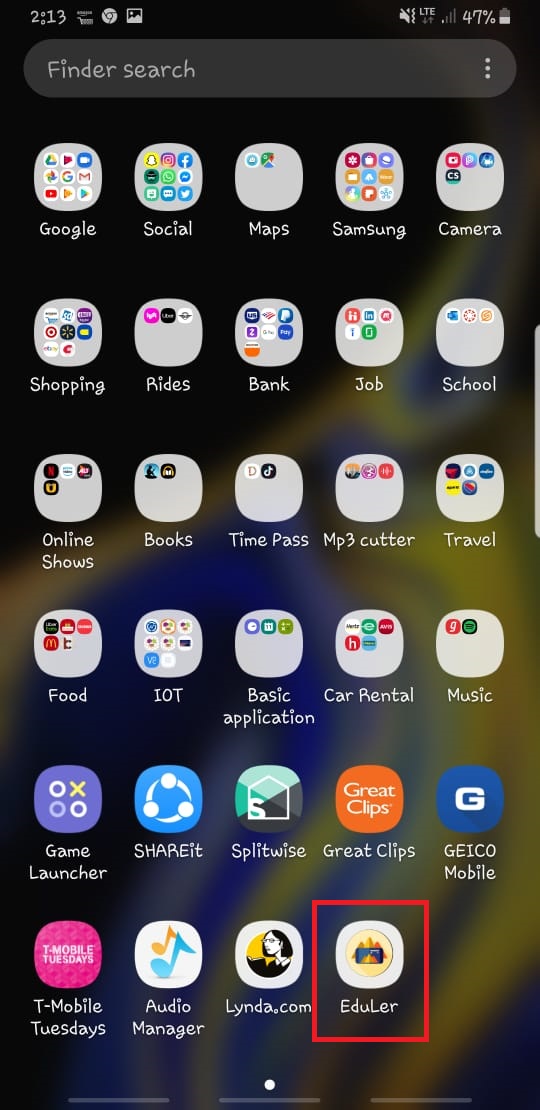 2:13 LTE 47%
Finder search
Google Social Maps Samsung Camera
Shopping Rides Bank Job School
Online Shows Books Time Pass Mp3 cutter Travel
Food IOT Basic application Car Rental Music
Great Clips
G
Game Launcher SHAREit Splitwise Great Clips GEICO Mobile
T-MOBILE TUESDAYS
T-Mobile Tuesdays Audio Manager Lynda.com EduLer